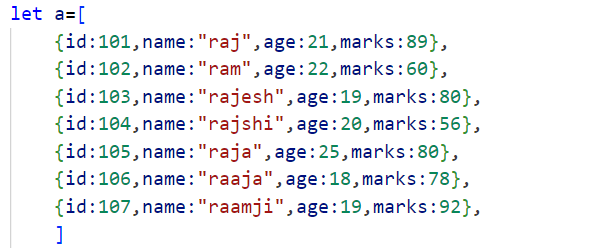 let a=[
{id:101,name:"raj",age:21,marks:89},
{id:102,name:"ram",age:22,marks:60},
{id:103,name:"rajesh",age:19,marks:80},
{id:104,name:"rajshi",age:20,marks:56},
{id:105,name:"raja",age:25,marks:80},
{id:106,name:"raaja",age:18,marks:78},
{id:107,name:"raamji",age:19,marks:92},
]